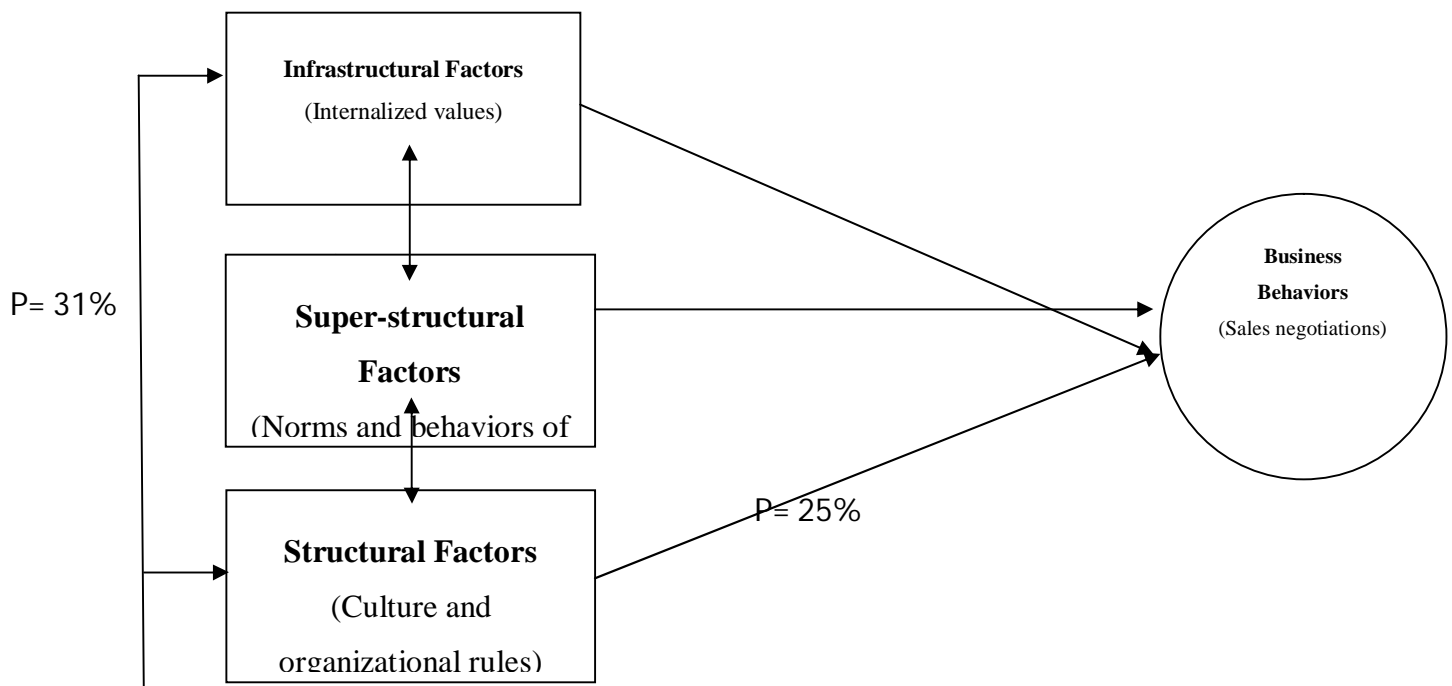 Infrastructural Factors
(Internalized values)
P= 31%
Super-structural
Factors
(Norms and behaviors of
Structural Factors
(Culture and
organizational rules)
Business
Behaviors
(Sales negotiations)
P= 25%